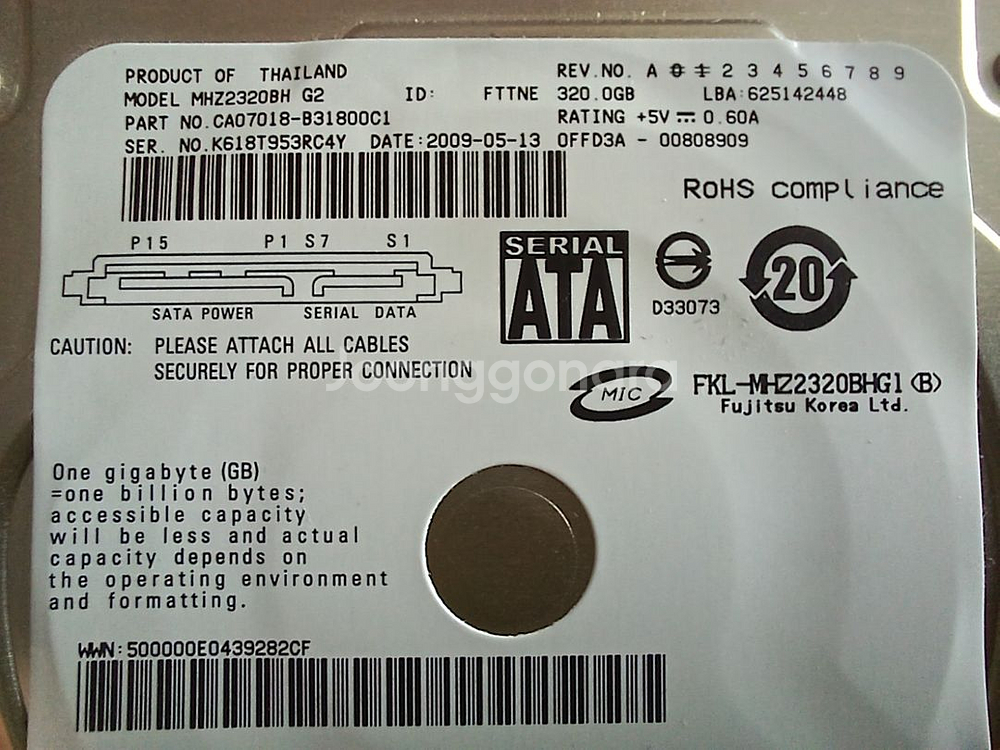 PRODUCT OF THAILAND
REV.NO. A 0 1 2 3 4 5 6 7 8 9
MODEL MHZ2320BH G2 ID: FTTNE 320.0GB LBA:625142448
PART NO.CA07018-B31800C1 RATING +5V ⎓ 0.60A
SER. NO.K618T953RC4Y DATE:2009-05-13 0FFD3A - 00808909
RoHS compliance
P15 P1 S7 S1
SATA POWER SERIAL DATA
SERIAL
ATA
D33073
20
CAUTION: PLEASE ATTACH ALL CABLES
SECURELY FOR PROPER CONNECTION
Joonggonara
MIC
FKL-MHZ2320BHG1(B)
Fujitsu Korea Ltd.
One gigabyte (GB)
=one billion bytes;
accessible capacity
will be less and actual
capacity depends on
the operating environment
and formatting.
WWN:500000E0439282CF